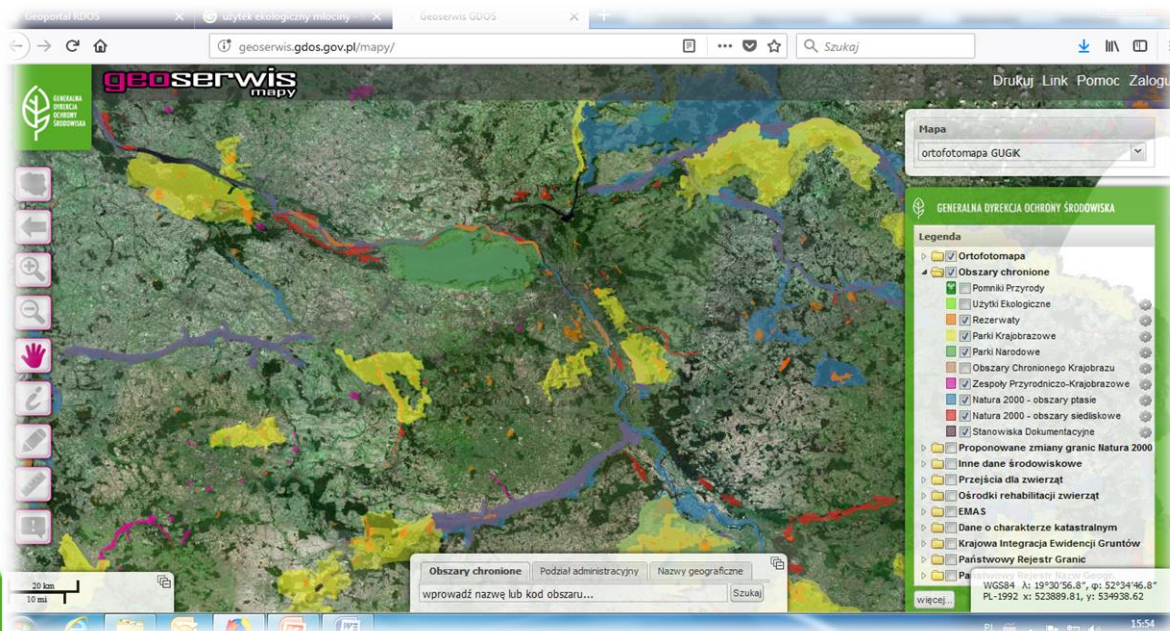 Geoportal RDOS
użytek ekologiczny młociny
Geoserwis GDOS
geoserwis.gdos.gov.pl/mapy/
Szukaj
GENERALNA
DYREKCJA
OCHRONY
ŚRODOWISKA
geoserwis
mapy
Drukuj Link Pomoc Zalogu
Mapa
ortofotomapa GUGiK
GENERALNA DYREKCJA OCHRONY ŚRODOWISKA
Legenda
Ortofotomapa
Obszary chronione
Pomniki Przyrody
Użytki Ekologiczne
Rezerwaty
Parki Krajobrazowe
Parki Narodowe
Obszary Chronionego Krajobrazu
Zespoły Przyrodniczo-Krajobrazowe
Natura 2000 - obszary ptasie
Natura 2000 - obszary siedliskowe
Stanowiska Dokumentacyjne
Proponowane zmiany granic Natura 2000
Inne dane środowiskowe
Przejścia dla zwierząt
Ośrodki rehabilitacji zwierząt
EMAS
Dane o charakterze katastralnym
Krajowa Integracja Ewidencji Gruntów
Państwowy Rejestr Granic
więcej...
WGS84 λ: 19°30'56.8", φ: 52°34'46.8"
PL-1992 x: 523889.81, y: 534938.62
Obszary chronione
Podział administracyjny
Nazwy geograficzne
wprowadź nazwę lub kod obszaru...
Szukaj
20 km
10 mi
PL
15:54